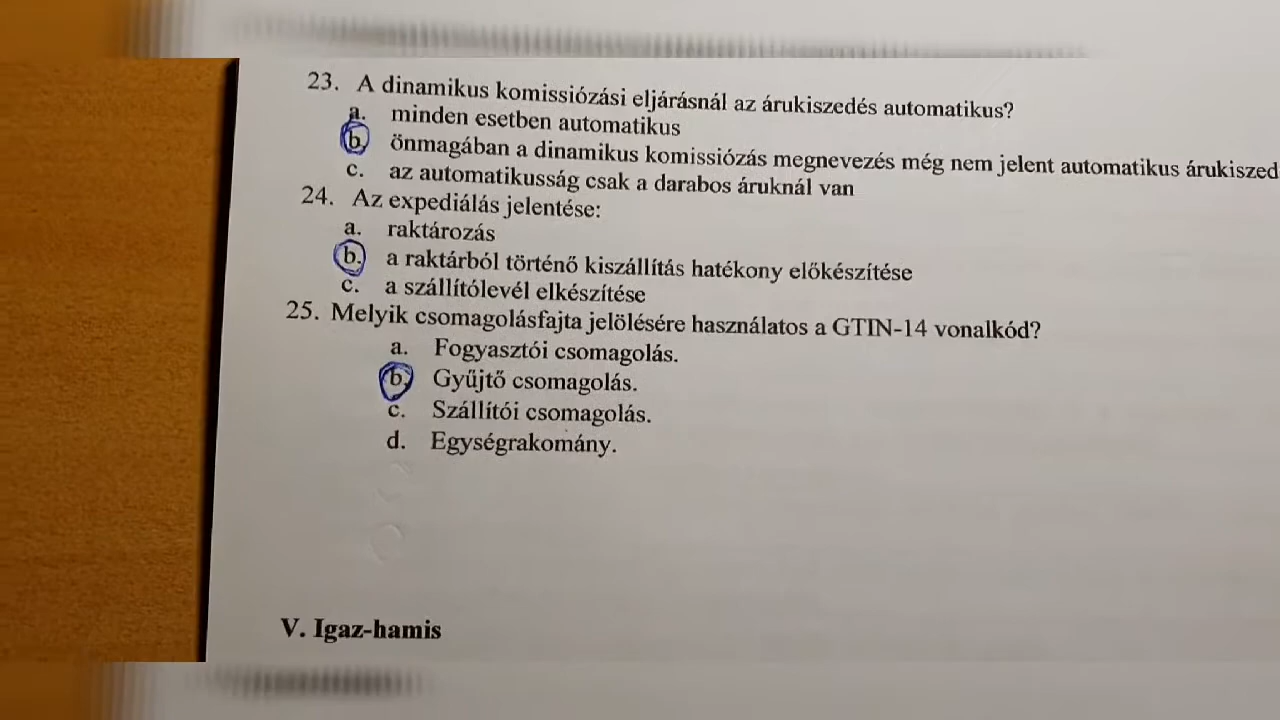 23. A dinamikus komissiózási eljárásnál az árukiszedés automatikus?
a. minden esetben automatikus
b. önmagában a dinamikus komissiózás megnevezés még nem jelent automatikus árukiszed
c. az automatikusság csak a darabos áruknál van
24. Az expediálás jelentése:
a. raktározás
b. a raktárból történő kiszállítás hatékony előkészítése
c. a szállítólevél elkészítése
25. Melyik csomagolásfajta jelölésére használatos a GTIN-14 vonalkód?
a. Fogyasztói csomagolás.
b. Gyűjtő csomagolás.
c. Szállítói csomagolás.
d. Egységrakomány.
V. Igaz-hamis